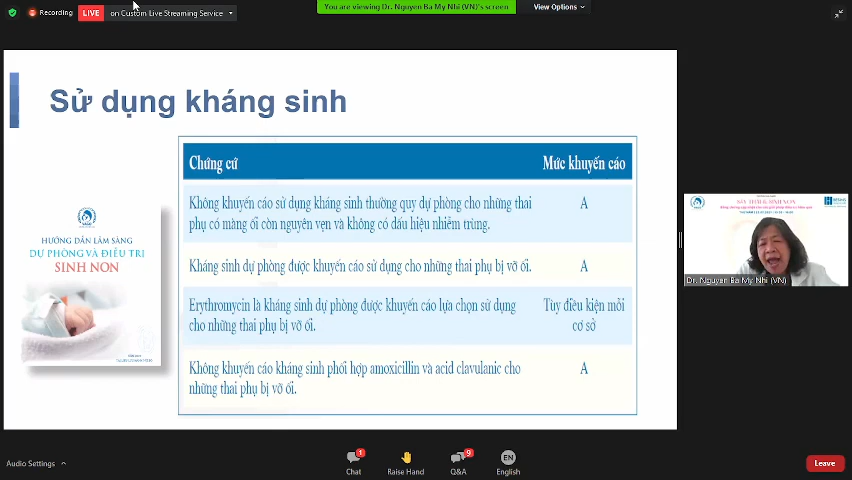 Recording
LIVE
on Custom Live Streaming Service
You are viewing Dr. Nguyen Ba My Nhi (VN)'s screen
View Options
Sử dụng kháng sinh
HƯỚNG DẪN LÂM SÀNG
DỰ PHÒNG VÀ ĐIỀU TRỊ
SINH NON
Chứng cứ
Mức khuyến cáo
Không khuyến cáo sử dụng kháng sinh thường quy dự phòng cho những thai
phụ có màng ối còn nguyên vẹn và không có dấu hiệu nhiễm trùng.
A
Kháng sinh dự phòng được khuyến cáo sử dụng cho những thai phụ bị vỡ ối.
A
Erythromycin là kháng sinh dự phòng được khuyến cáo lựa chọn sử dụng
cho những thai phụ bị vỡ ối.
Tùy điều kiện mỗi
cơ sở
Không khuyến cáo kháng sinh phối hợp amoxicillin và acid clavulanic cho
những thai phụ bị vỡ ối.
A
Dr. Nguyen Ba My Nhi (VN)
Audio Settings
1
Chat
Raise Hand
9
Q&A
EN
English
Leave